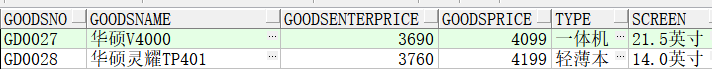 GOODSNO GOODSNAME GOODSENTERPRICE GOODSPRICE TYPE SCREEN
GD0027 华硕V4000 ··· 3690 4099 一体机 ··· 21.5英寸
GD0028 华硕灵耀TP401 ··· 3760 4199 轻薄本 ··· 14.0英寸